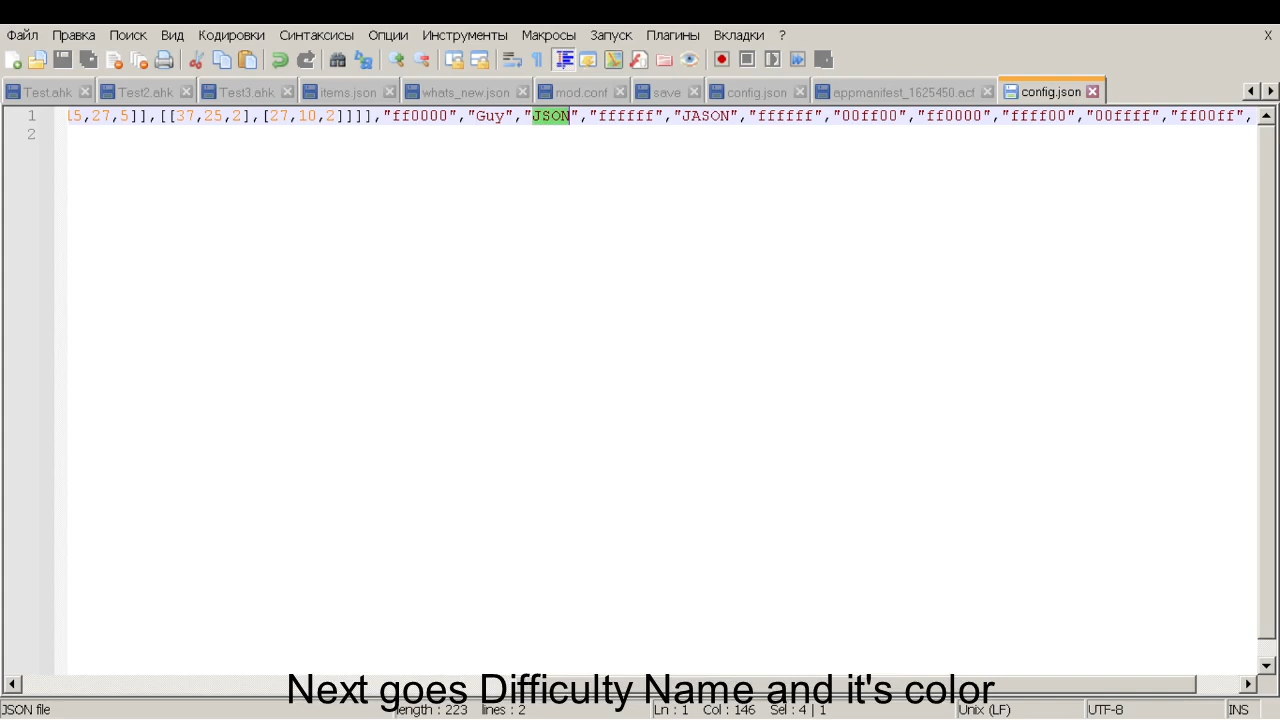 Файл Правка Поиск Вид Кодировки Синтаксисы Опции Инструменты Макросы Запуск Плагины Вкладки ? X
Test.ahk Test2.ahk Test3.ahk items.json whats_new.json mod.conf save config.json appmanifest_1625450.acf config.json
1 15,27,5]],[[37,25,2],[27,10,2]]]],"ff0000","Guy","JSON","ffffff","JASON","ffffff","00ff00","ff0000","ffff00","00ffff","ff00ff",
2
Next goes Difficulty Name and it's color
JSON file length : 223 lines : 2 Ln : 1 Col : 146 Sel : 4 | 1 Unix (LF) UTF-8 INS